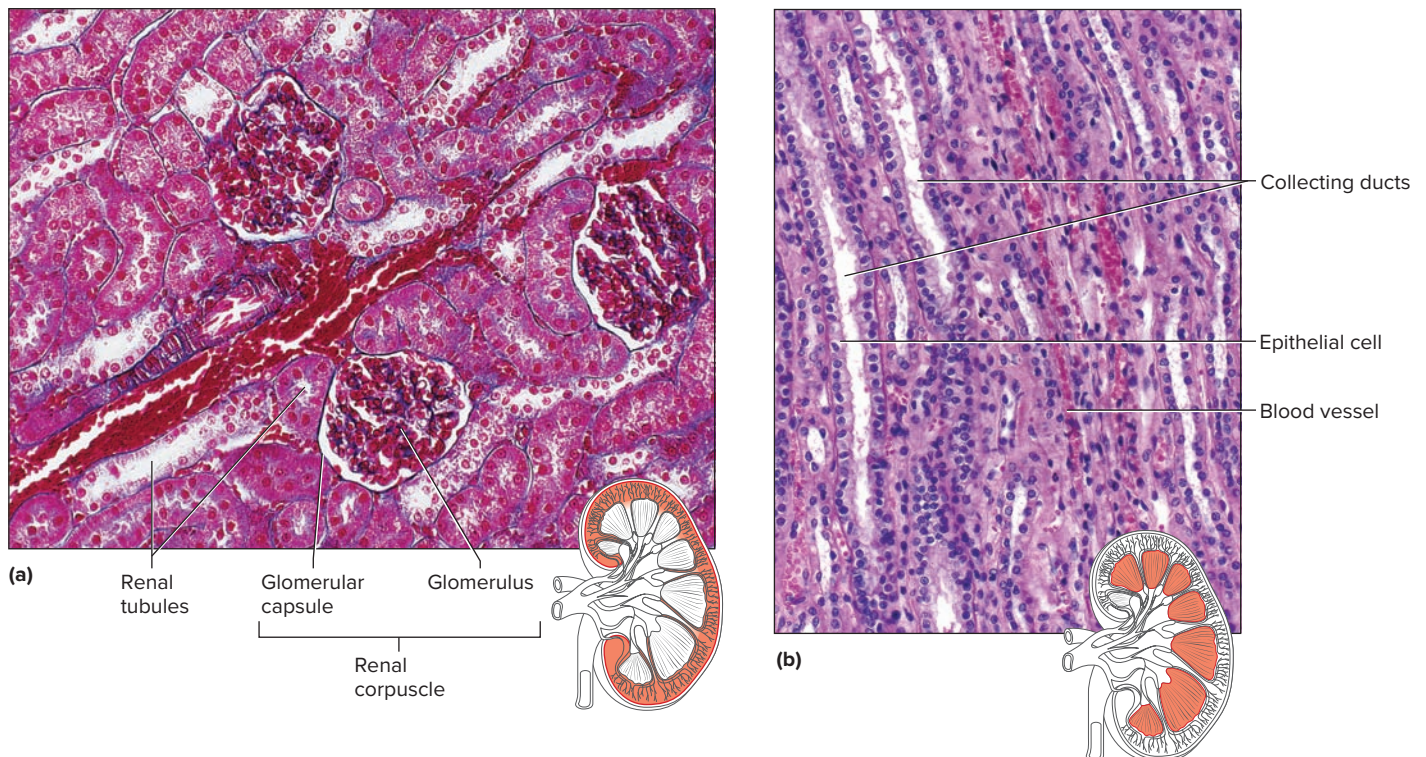 Collecting ducts
Epithelial cell
Blood vessel
(a)
Renal
tubules
Glomerular
capsule
Glomerulus
Renal
corpuscle
(b)